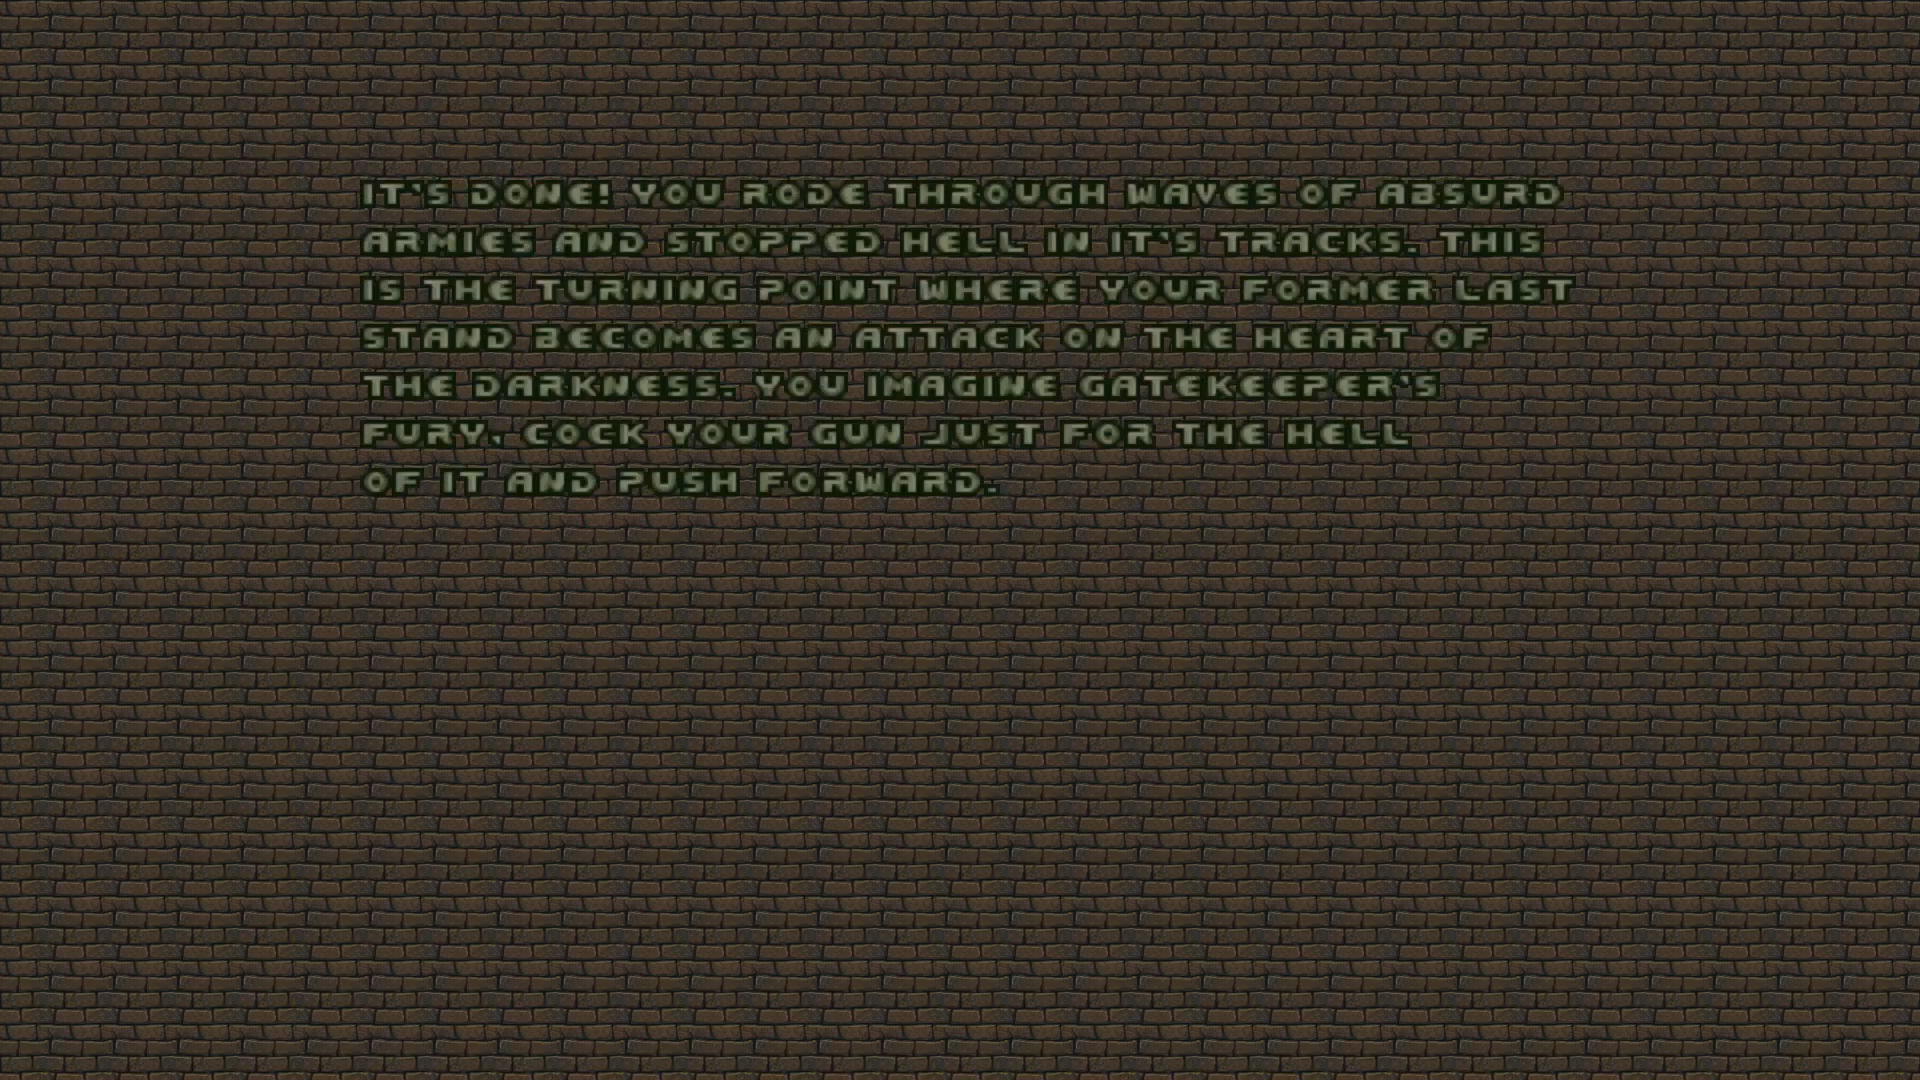 IT'S DONE! YOU RODE THROUGH WAVES OF ABSURD
ARMIES AND STOPPED HELL IN IT'S TRACKS. THIS
IS THE TURNING POINT WHERE YOUR FORMER LAST
STAND BECOMES AN ATTACK ON THE HEART OF
THE DARKNESS. YOU IMAGINE GATEKEEPER'S
FURY, COCK YOUR GUN JUST FOR THE HELL
OF IT AND PUSH FORWARD.